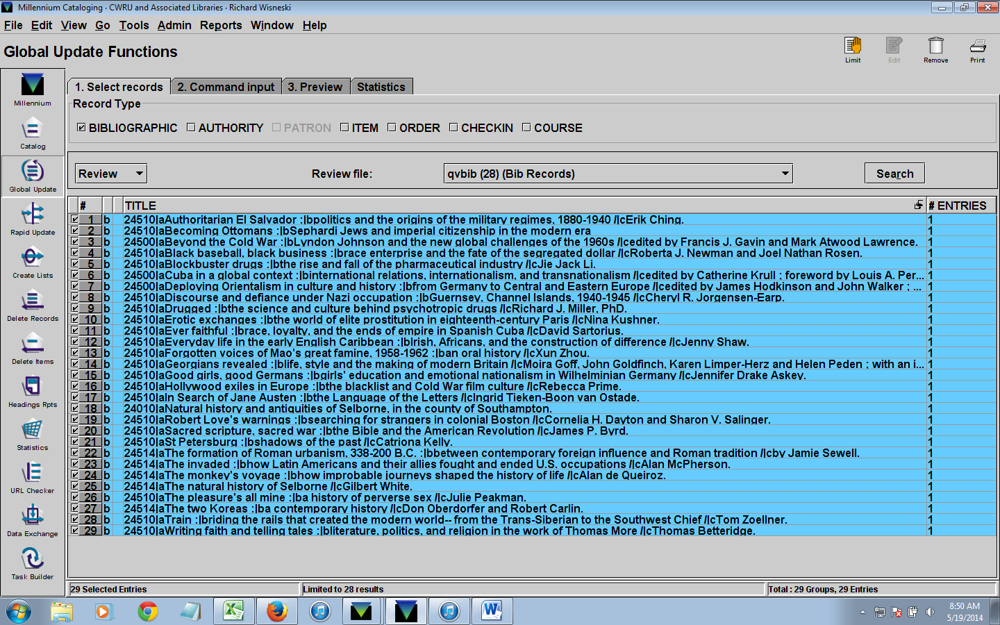 Millennium Cataloging · CWRU and Associated Libraries · Richard Wisneski
File Edit View Go Tools Admin Reports Window Help
Global Update Functions
Limit Edit Remove Print
Millennium
Catalog
Global Update
Rapid Update
Create Lists
Delete Records
Delete Items
Headings Rpts
Statistics
URL Checker
Data Exchange
Task Builder
1. Select records 2. Command input 3. Preview Statistics
Record Type
BIBLIOGRAPHIC AUTHORITY PATRON ITEM ORDER CHECKIN COURSE
Review Review file: qvbib (28) (Bib Records) Search
# TITLE # ENTRIES
1 b 24510|aAuthoritarian El Salvador :|bpolitics and the origins of the military regimes, 1880-1940 /|cErik Ching. 1
2 b 24510|aBecoming Ottomans :|bSephardi Jews and imperial citizenship in the modern era 1
3 b 24500|aBeyond the Cold War :|bLyndon Johnson and the new global challenges of the 1960s /|cedited by Francis J. Gavin and Mark Atwood Lawrence. 1
4 b 24510|aBlack baseball, black business :|brace enterprise and the fate of the segregated dollar /|cRoberta J. Newman and Joel Nathan Rosen. 1
5 b 24510|aBlockbuster drugs :|bthe rise and fall of the pharmaceutical industry /|cJie Jack Li. 1
6 b 24500|aCuba in a global context :|binternational relations, internationalism, and transnationalism /|cedited by Catherine Krull ; foreword by Louis A. Per... 1
7 b 24500|aDeploying Orientalism in culture and history :|bfrom Germany to Central and Eastern Europe /|cedited by James Hodkinson and John Walker ; ... 1
8 b 24510|aDiscourse and defiance under Nazi occupation :|bGuernsey, Channel Islands, 1940-1945 /|cCheryl R. Jorgensen-Earp. 1
9 b 24510|aDrugged :|bthe science and culture behind psychotropic drugs /|cRichard J. Miller, PhD. 1
10 b 24510|aErotic exchanges :|bthe world of elite prostitution in eighteenth-century Paris /|cNina Kushner. 1
11 b 24510|aEver faithful :|brace, loyalty, and the ends of empire in Spanish Cuba /|cDavid Sartorius. 1
12 b 24510|aEveryday life in the early English Caribbean :|bIrish, Africans, and the construction of difference /|cJenny Shaw. 1
13 b 24510|aForgotten voices of Mao's great famine, 1958-1962 :|ban oral history /|cXun Zhou. 1
14 b 24510|aGeorgians revealed :|blife, style and the making of modern Britain /|cMoira Goff, John Goldfinch, Karen Limper-Herz and Helen Peden ; with an i... 1
15 b 24510|aGood girls, good Germans :|bgirls' education and emotional nationalism in Wilhelminian Germany /|cJennifer Drake Askey. 1
16 b 24510|aHollywood exiles in Europe :|bthe blacklist and Cold War film culture /|cRebecca Prime. 1
17 b 24510|aIn Search of Jane Austen :|bthe Language of the Letters /|cIngrid Tieken-Boon van Ostade. 1
18 b 24010|aNatural history and antiquities of Selborne, in the county of Southampton. 1
19 b 24510|aRobert Love's warnings :|bsearching for strangers in colonial Boston /|cCornelia H. Dayton and Sharon V. Salinger. 1
20 b 24510|aSacred scripture, sacred war :|bthe Bible and the American Revolution /|cJames P. Byrd. 1
21 b 24510|aSt Petersburg :|bshadows of the past /|cCatriona Kelly. 1
22 b 24514|aThe formation of Roman urbanism, 338-200 B.C. :|bbetween contemporary foreign influence and Roman tradition /|cby Jamie Sewell. 1
23 b 24514|aThe invaded :|bhow Latin Americans and their allies fought and ended U.S. occupations /|cAlan McPherson. 1
24 b 24514|aThe monkey's voyage :|bhow improbable journeys shaped the history of life /|cAlan de Queiroz. 1
25 b 24514|aThe natural history of Selborne /|cGilbert White. 1
26 b 24510|aThe pleasure's all mine :|ba history of perverse sex /|cJulie Peakman. 1
27 b 24514|aThe two Koreas :|ba contemporary history /|cDon Oberdorfer and Robert Carlin. 1
28 b 24510|aTrain :|briding the rails that created the modern world-- from the Trans-Siberian to the Southwest Chief /|cTom Zoellner. 1
29 b 24510|aWriting faith and telling tales :|bliterature, politics, and religion in the work of Thomas More /|cThomas Betteridge. 1
29 Selected Entries Limited to 28 results Total : 29 Groups, 29 Entries
8:50 AM
5/19/2014